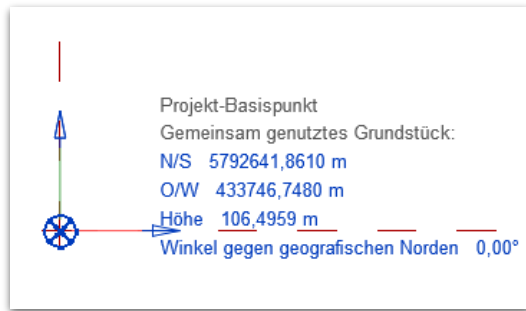 Projekt-Basispunkt
Gemeinsam genutztes Grundstück:
N/S 5792641,8610 m
O/W 433746,7480 m
Höhe 106,4959 m
Winkel gegen geografischen Norden 0,00°